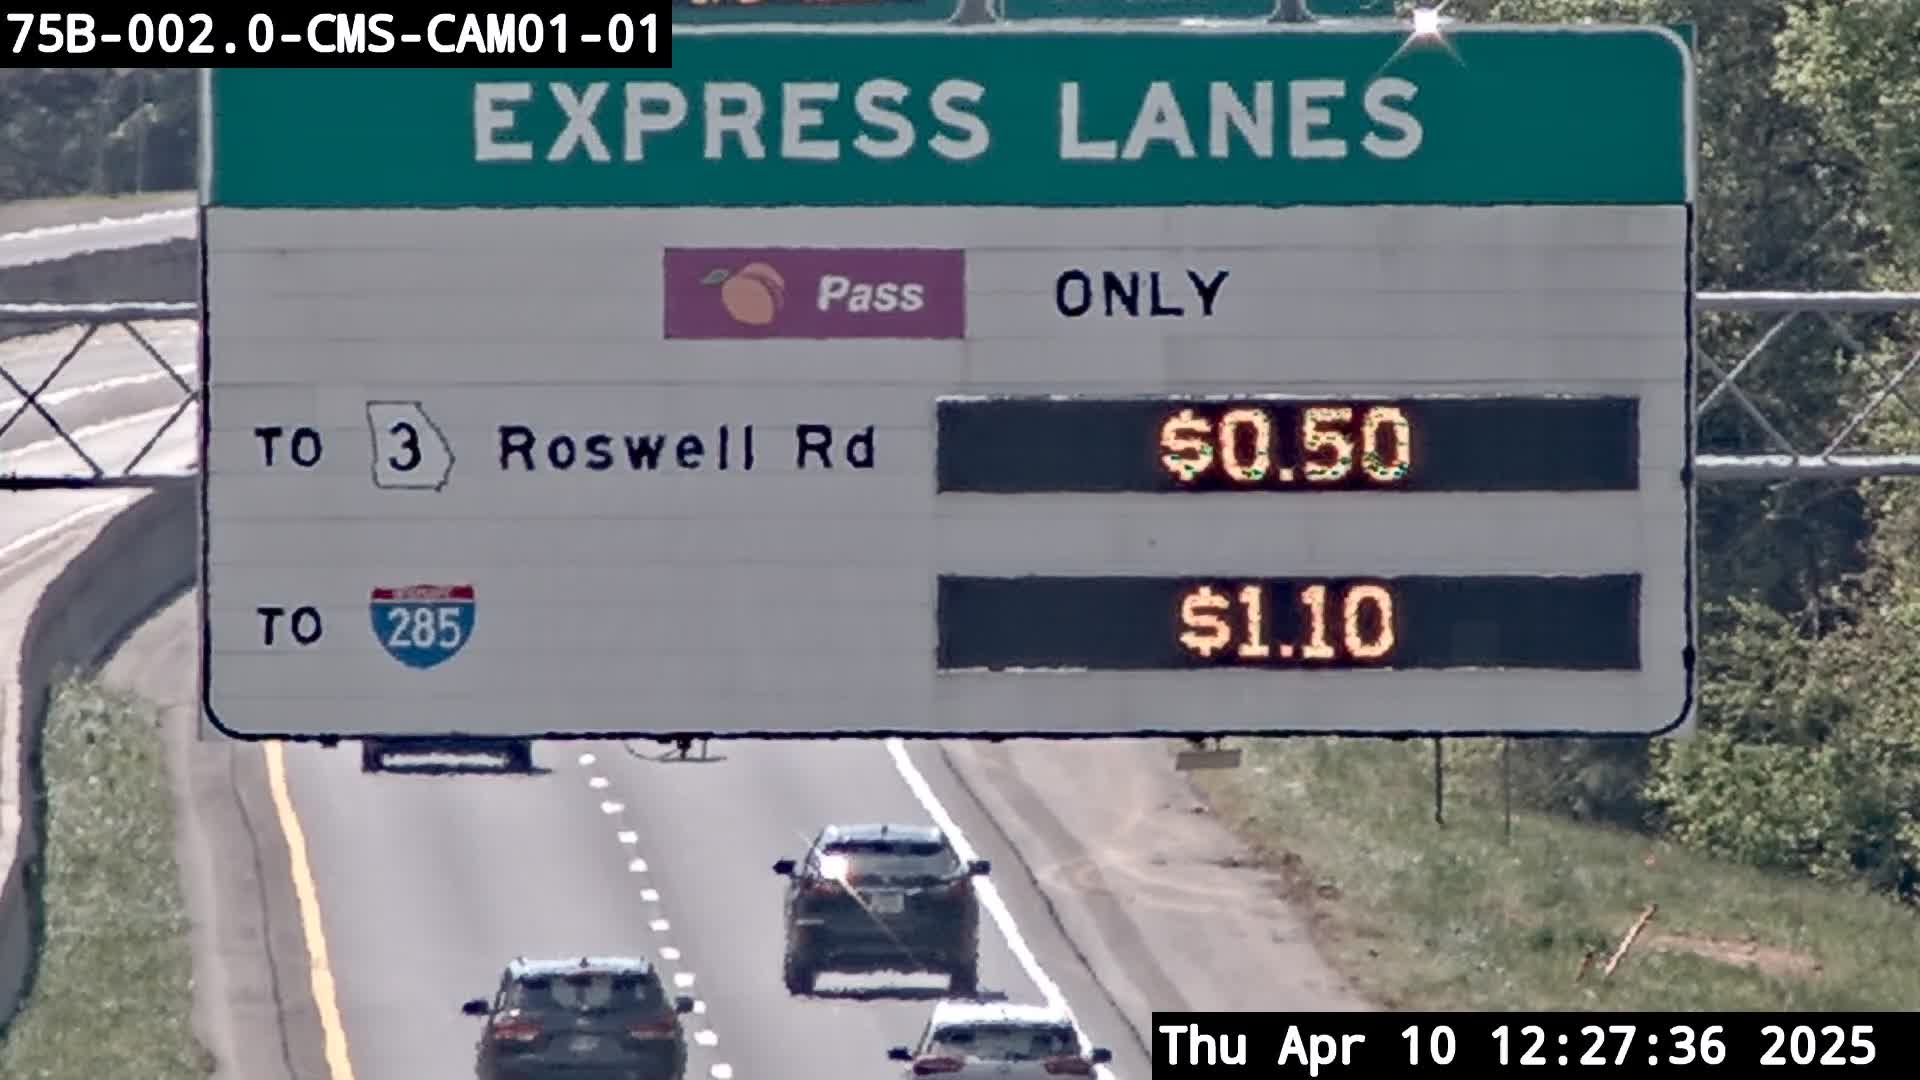 75B-002.0-CMS-CAM01-01
EXPRESS LANES
Pass ONLY
TO 3 Roswell Rd $0.50
TO 285 $1.10
Thu Apr 10 12:27:36 2025